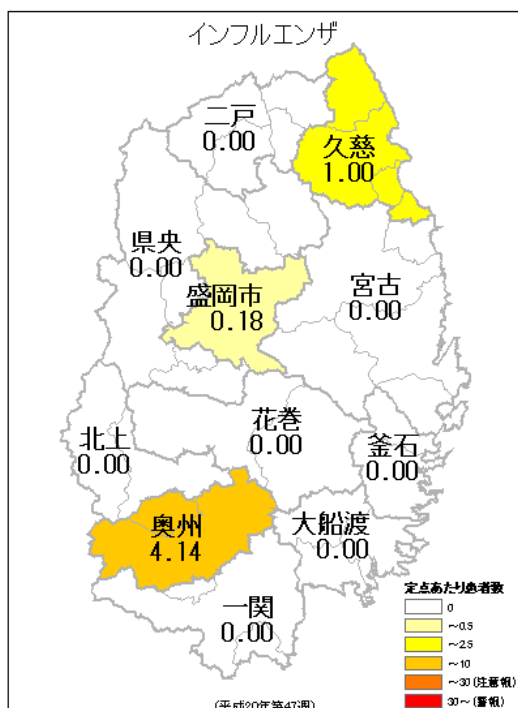 インフルエンザ
二戸
0.00
久慈
1.00
県央
0.00
盛岡市
0.18
宮古
0.00
花巻
0.00
北上
0.00
釜石
0.00
奥州
4.14
大船渡
0.00
一関
0.00
定点あたり患者数
0
～0.5
～2.5
～10
～30(注意報)
30～(警報)
(平成20年第47週)